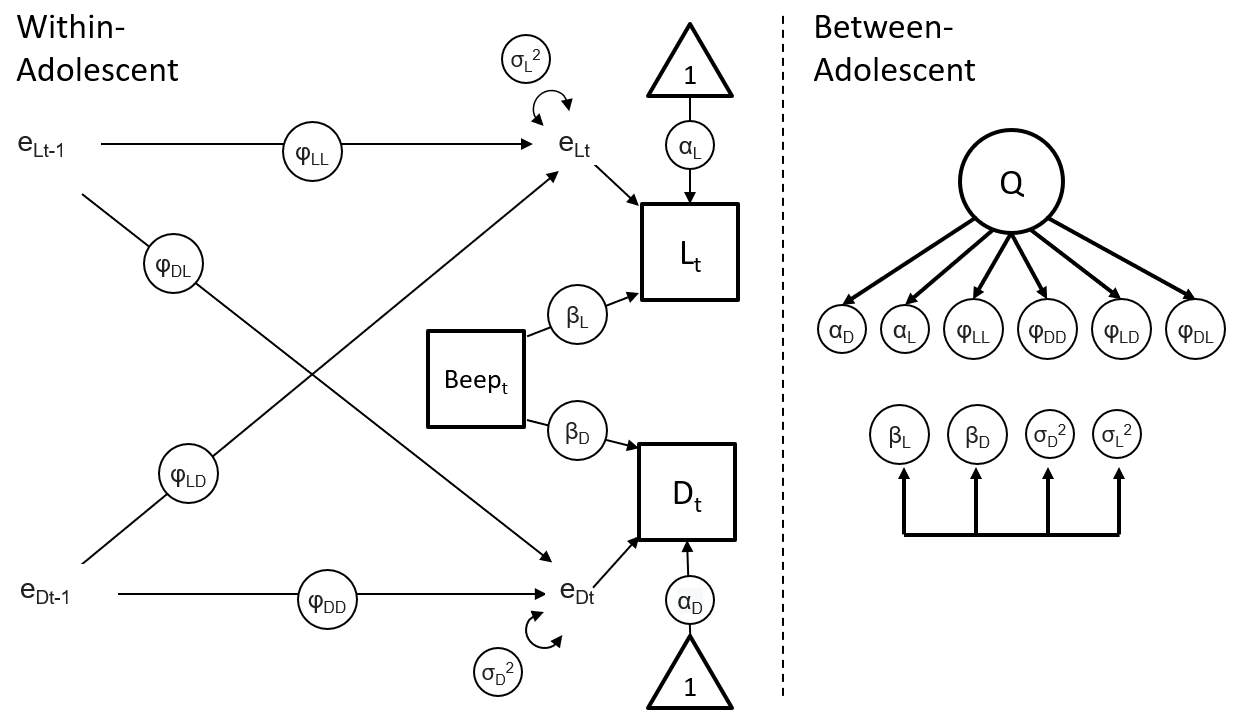 Within-
Adolescent
σL²
1
Between-
Adolescent
eLt-1
φLL
eLt
αL
Q
φDL
Lt
βL
αD αL φLL φDD φLD φDL
Beept
βD
βL βD σD² σL²
φLD
Dt
eDt-1
φDD
eDt
αD
σD²
1